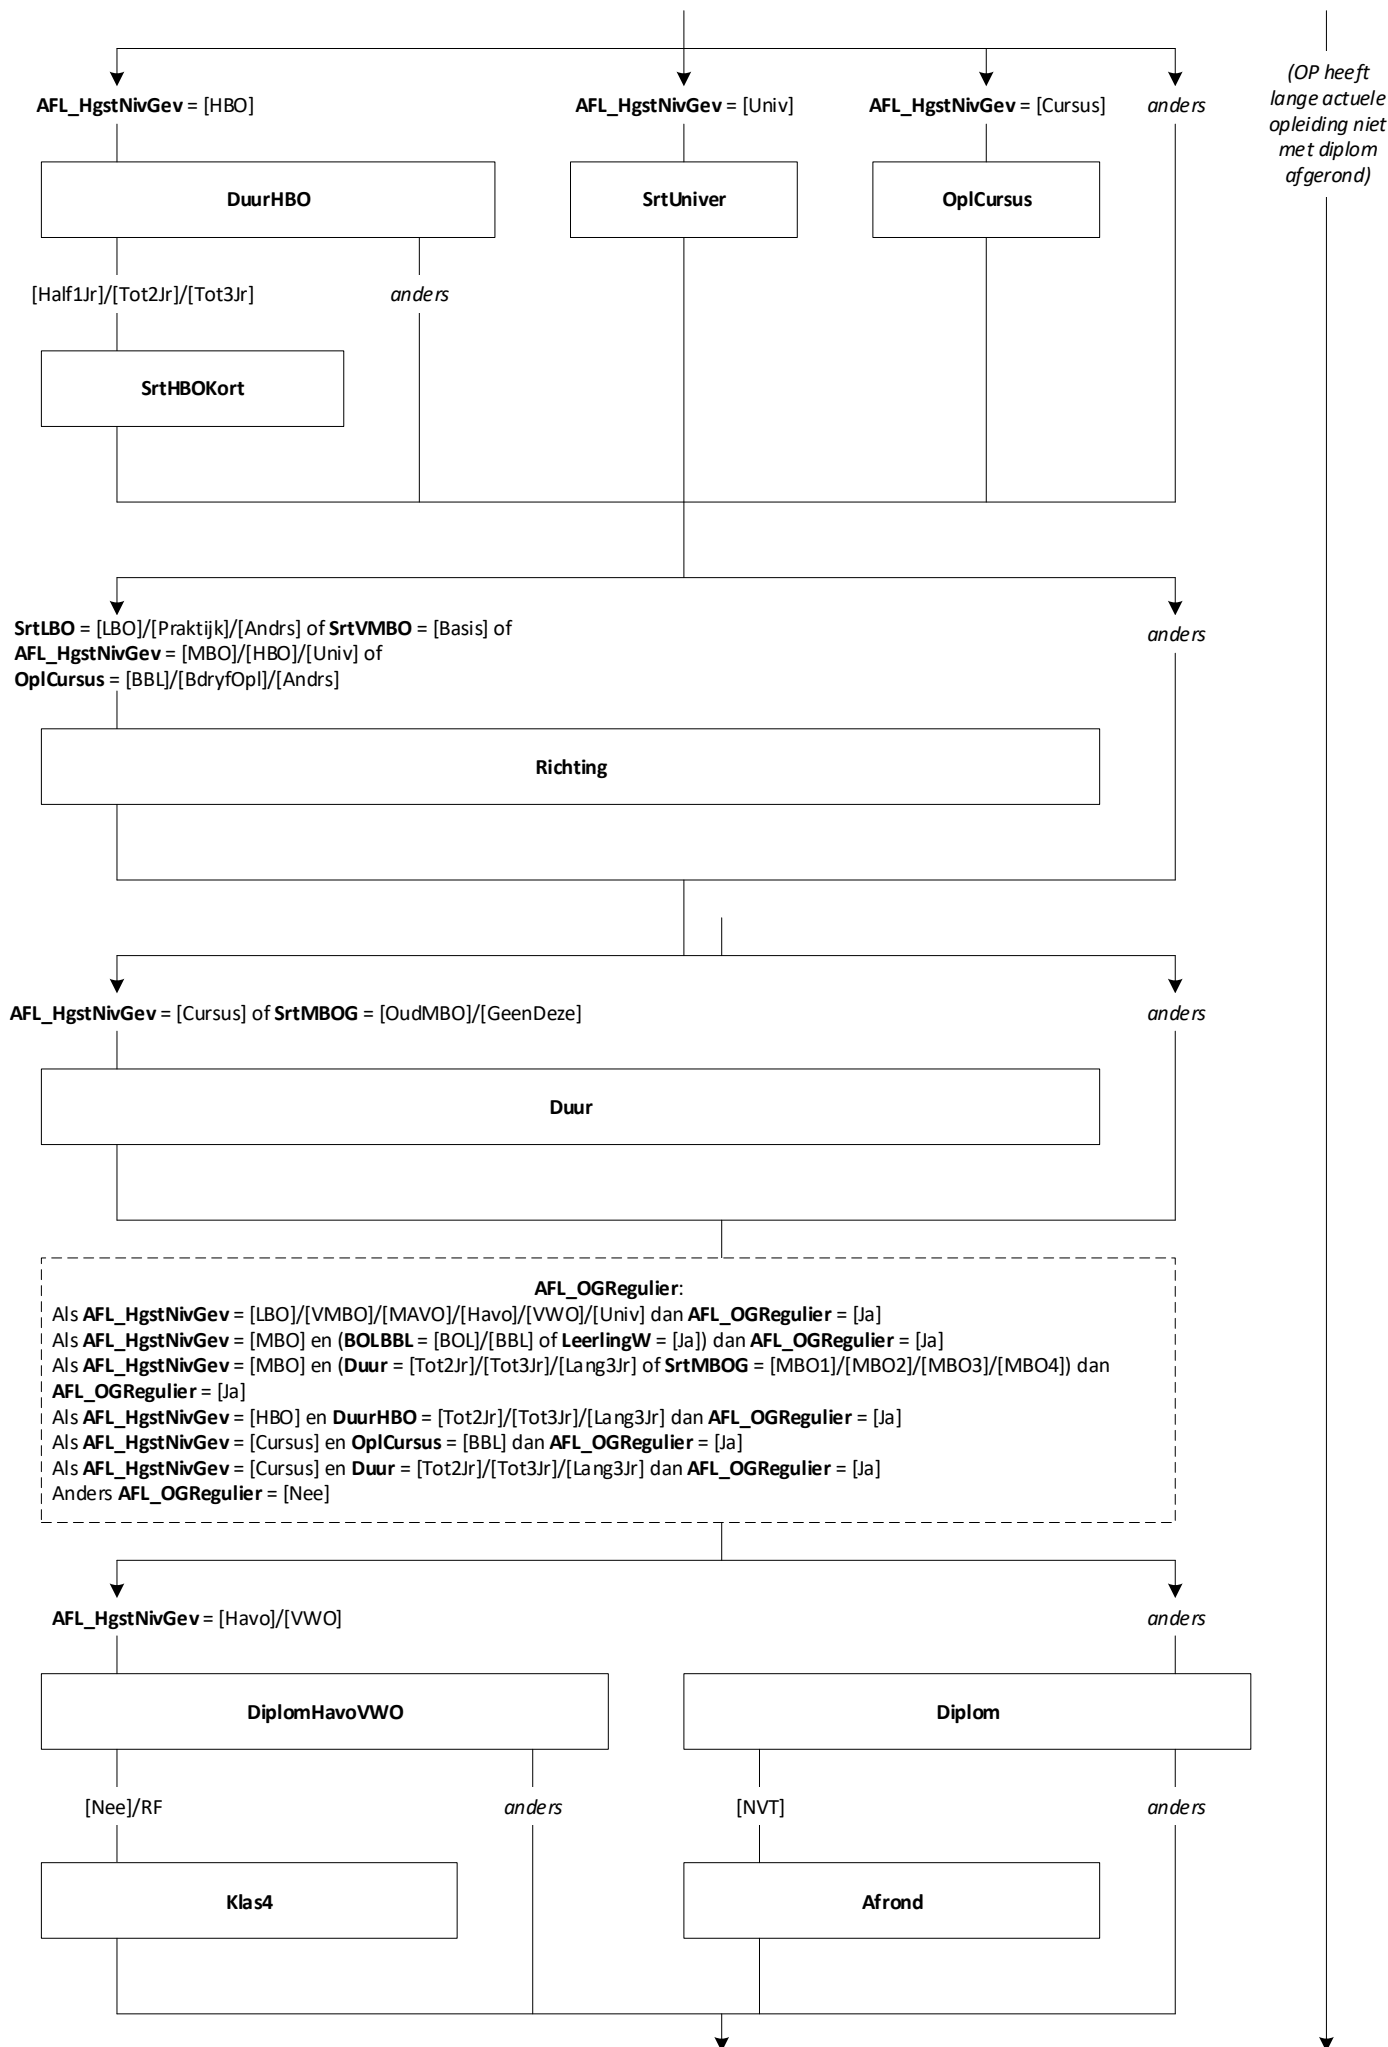 AFL_HgstNivGev = [HBO]
AFL_HgstNivGev = [Univ]
AFL_HgstNivGev = [Cursus]
anders
(OP heeft
lange actuele
opleiding niet
met diplom
afgerond)
DuurHBO
SrtUniver
OplCursus
[Half1Jr]/[Tot2Jr]/[Tot3Jr]
anders
SrtHBOKort
SrtLBO = [LBO]/[Praktijk]/[Andrs] of SrtVMBO = [Basis] of
AFL_HgstNivGev = [MBO]/[HBO]/[Univ] of
OplCursus = [BBL]/[BdryfOpl]/[Andrs]
anders
Richting
AFL_HgstNivGev = [Cursus] of SrtMBOG = [OudMBO]/[GeenDeze]
anders
Duur
AFL_OGRegulier:
Als AFL_HgstNivGev = [LBO]/[VMBO]/[MAVO]/[Havo]/[VWO]/[Univ] dan AFL_OGRegulier = [Ja]
Als AFL_HgstNivGev = [MBO] en (BOLBBL = [BOL]/[BBL] of LeerlingW = [Ja]) dan AFL_OGRegulier = [Ja]
Als AFL_HgstNivGev = [MBO] en (Duur = [Tot2Jr]/[Tot3Jr]/[Lang3Jr] of SrtMBOG = [MBO1]/[MBO2]/[MBO3]/[MBO4]) dan
AFL_OGRegulier = [Ja]
Als AFL_HgstNivGev = [HBO] en DuurHBO = [Tot2Jr]/[Tot3Jr]/[Lang3Jr] dan AFL_OGRegulier = [Ja]
Als AFL_HgstNivGev = [Cursus] en OplCursus = [BBL] dan AFL_OGRegulier = [Ja]
Als AFL_HgstNivGev = [Cursus] en Duur = [Tot2Jr]/[Tot3Jr]/[Lang3Jr] dan AFL_OGRegulier = [Ja]
Anders AFL_OGRegulier = [Nee]
AFL_HgstNivGev = [Havo]/[VWO]
anders
DiplomHavoVWO
Diplom
[Nee]/RF
anders
[NVT]
anders
Klas4
Afrond